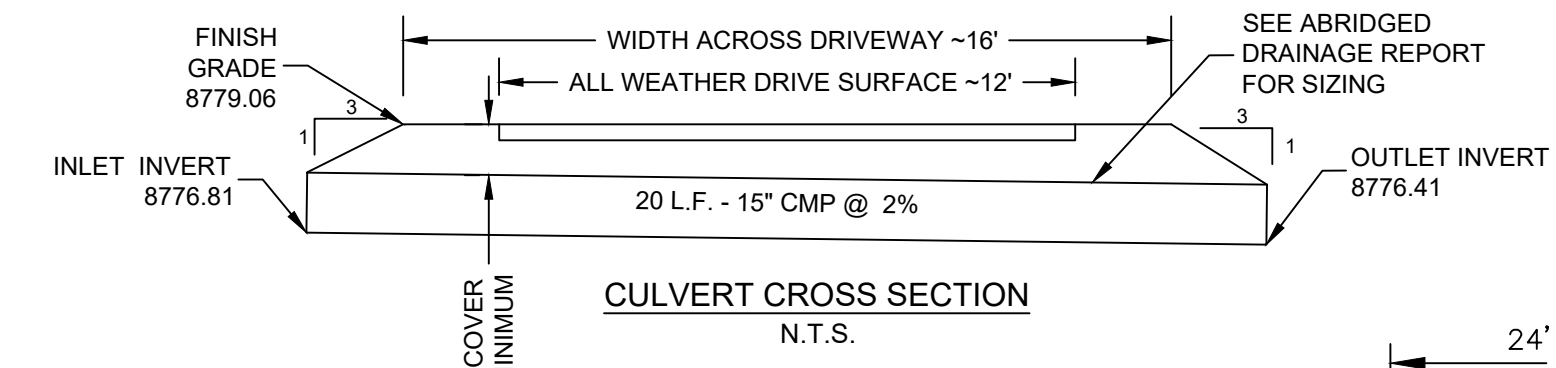 FINISH
GRADE
8779.06
WIDTH ACROSS DRIVEWAY ~16'
SEE ABRIDGED
DRAINAGE REPORT
FOR SIZING
ALL WEATHER DRIVE SURFACE ~12'
3
1
3
1
INLET INVERT
8776.81
20 L.F. - 15" CMP @ 2%
OUTLET INVERT
8776.41
COVER
INIMUM
CULVERT CROSS SECTION
N.T.S.
24'